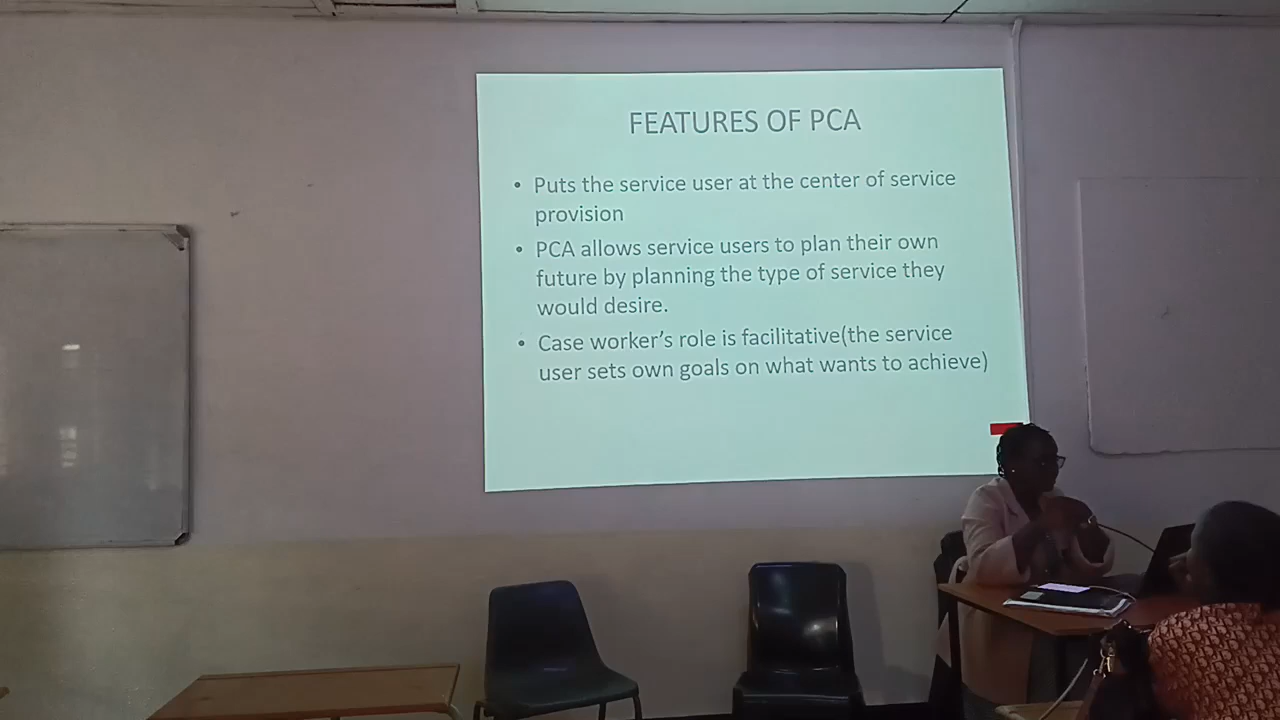 FEATURES OF PCA
• Puts the service user at the center of service
provision
• PCA allows service users to plan their own
future by planning the type of service they
would desire.
• Case worker's role is facilitative(the service
user sets own goals on what wants to achieve)